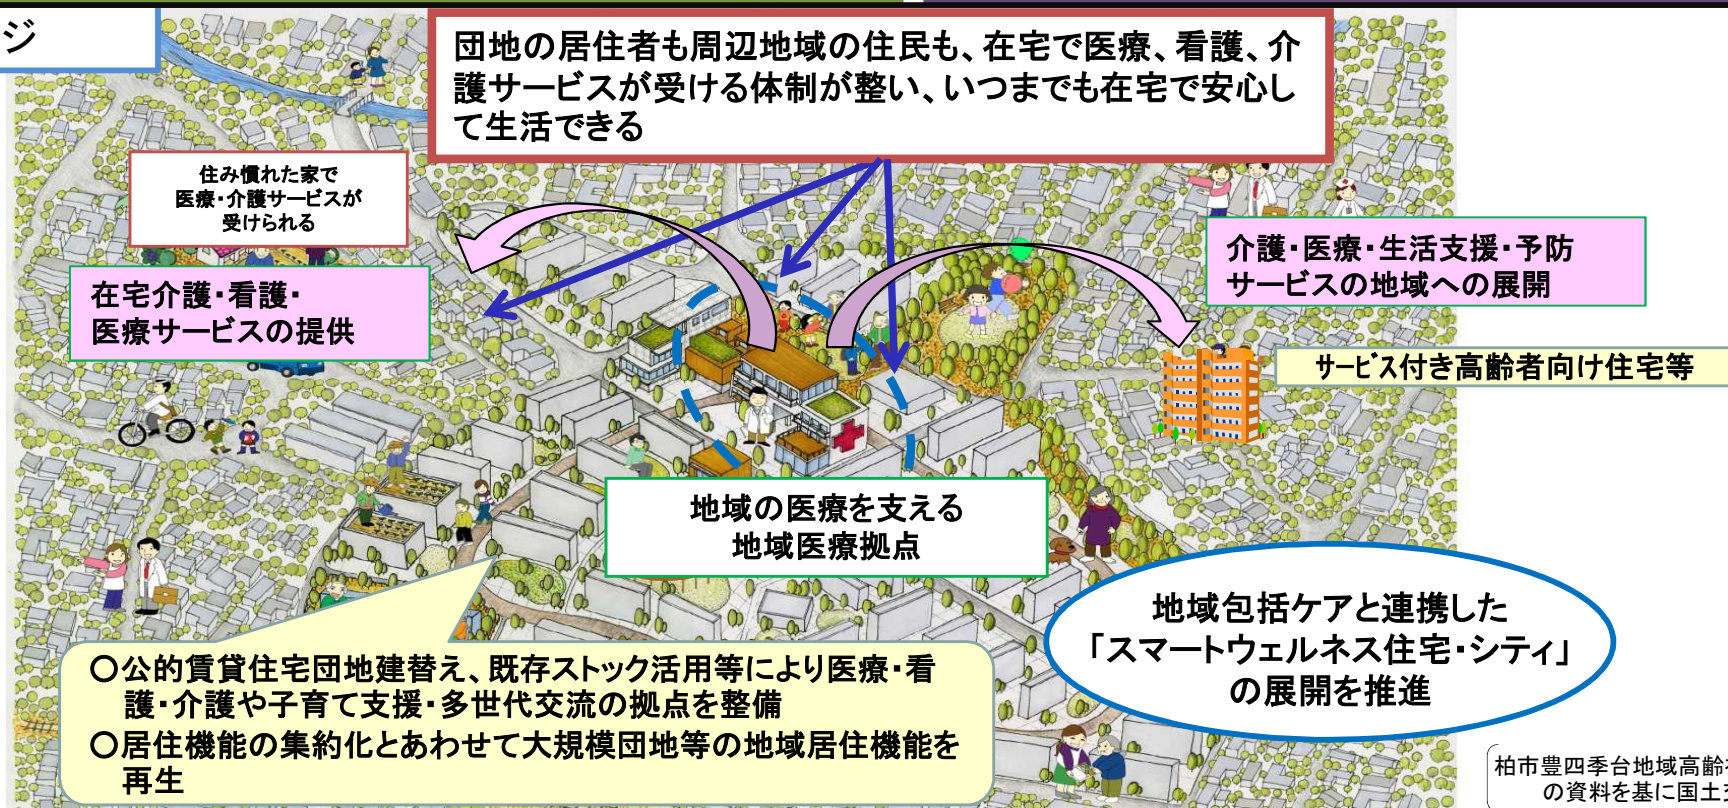 ジ
団地の居住者も周辺地域の住民も、在宅で医療、看護、介
護サービスが受ける体制が整い、いつまでも在宅で安心し
て生活できる
住み慣れた家で
医療・介護サービスが
受けられる
在宅介護・看護・
医療サービスの提供
介護・医療・生活支援・予防
サービスの地域への展開
サービス付き高齢者向け住宅等
地域の医療を支える
地域医療拠点
地域包括ケアと連携した
「スマートウェルネス住宅・シティ」
の展開を推進
○公的賃貸住宅団地建替え、既存ストック活用等により医療・看
護・介護や子育て支援・多世代交流の拠点を整備
○居住機能の集約化とあわせて大規模団地等の地域居住機能を
再生
柏市豊四季台地域高齢
の資料を基に国土